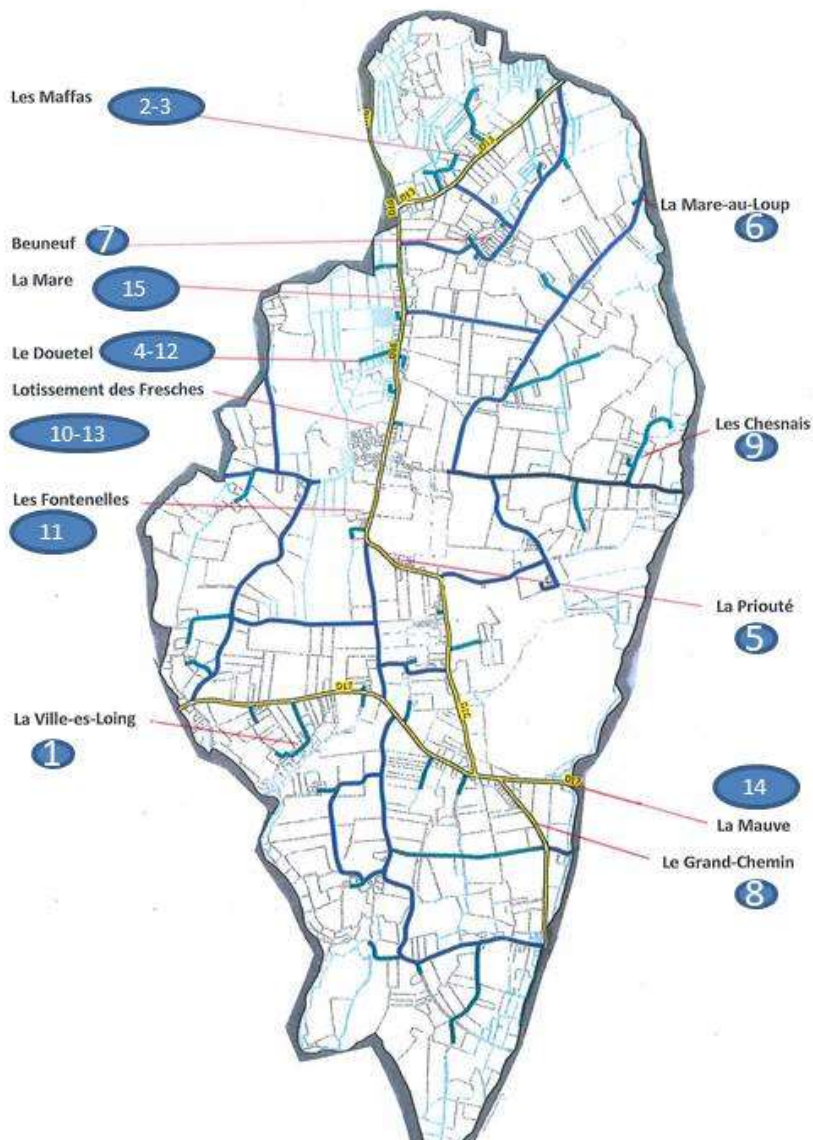 Les Maffas
2-3
La Mare-au-Loup
6
Beuneuf
7
La Mare
15
Le Douetel
4-12
Lotissement des Fresches
10-13
Les Chesnais
9
Les Fontenelles
11
La Priouté
5
La Ville-es-Loing
1
14
La Mauve
Le Grand-Chemin
8